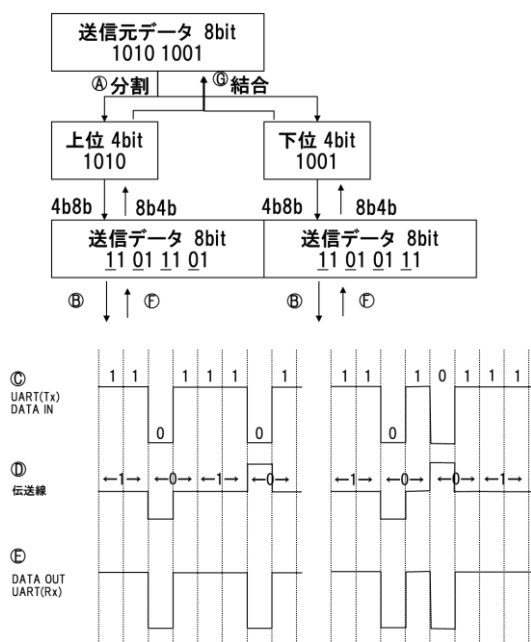 送信元データ 8bit
1010 1001
Ⓐ分割
Ⓖ結合
上位 4bit
1010
下位 4bit
1001
4b8b
8b4b
4b8b
8b4b
送信データ 8bit
11 01 11 01
送信データ 8bit
11 01 01 11
Ⓑ
Ⓕ
Ⓑ
Ⓕ
Ⓒ
UART(Tx)
DATA IN
1 1 0 1 1 1 0 1
1 1 0 1 0 1 1 1
Ⓓ
伝送線
←1→ ←0→ ←1→ ←0→
←1→ ←0→ ←0→ ←1→
Ⓔ
DATA OUT
UART(Rx)